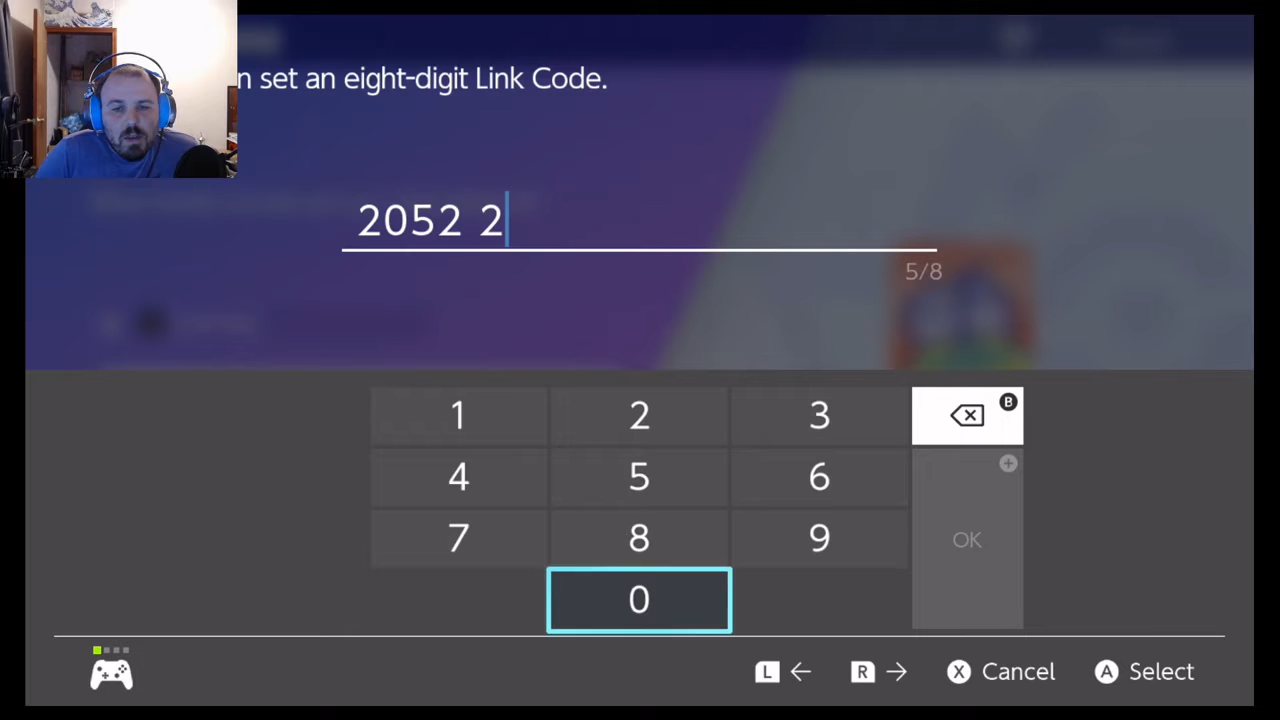 n set an eight-digit Link Code.
2052 2
5/8
1 2 3 B
4 5 6 +
7 8 9 OK
0
L ← R → X Cancel A Select